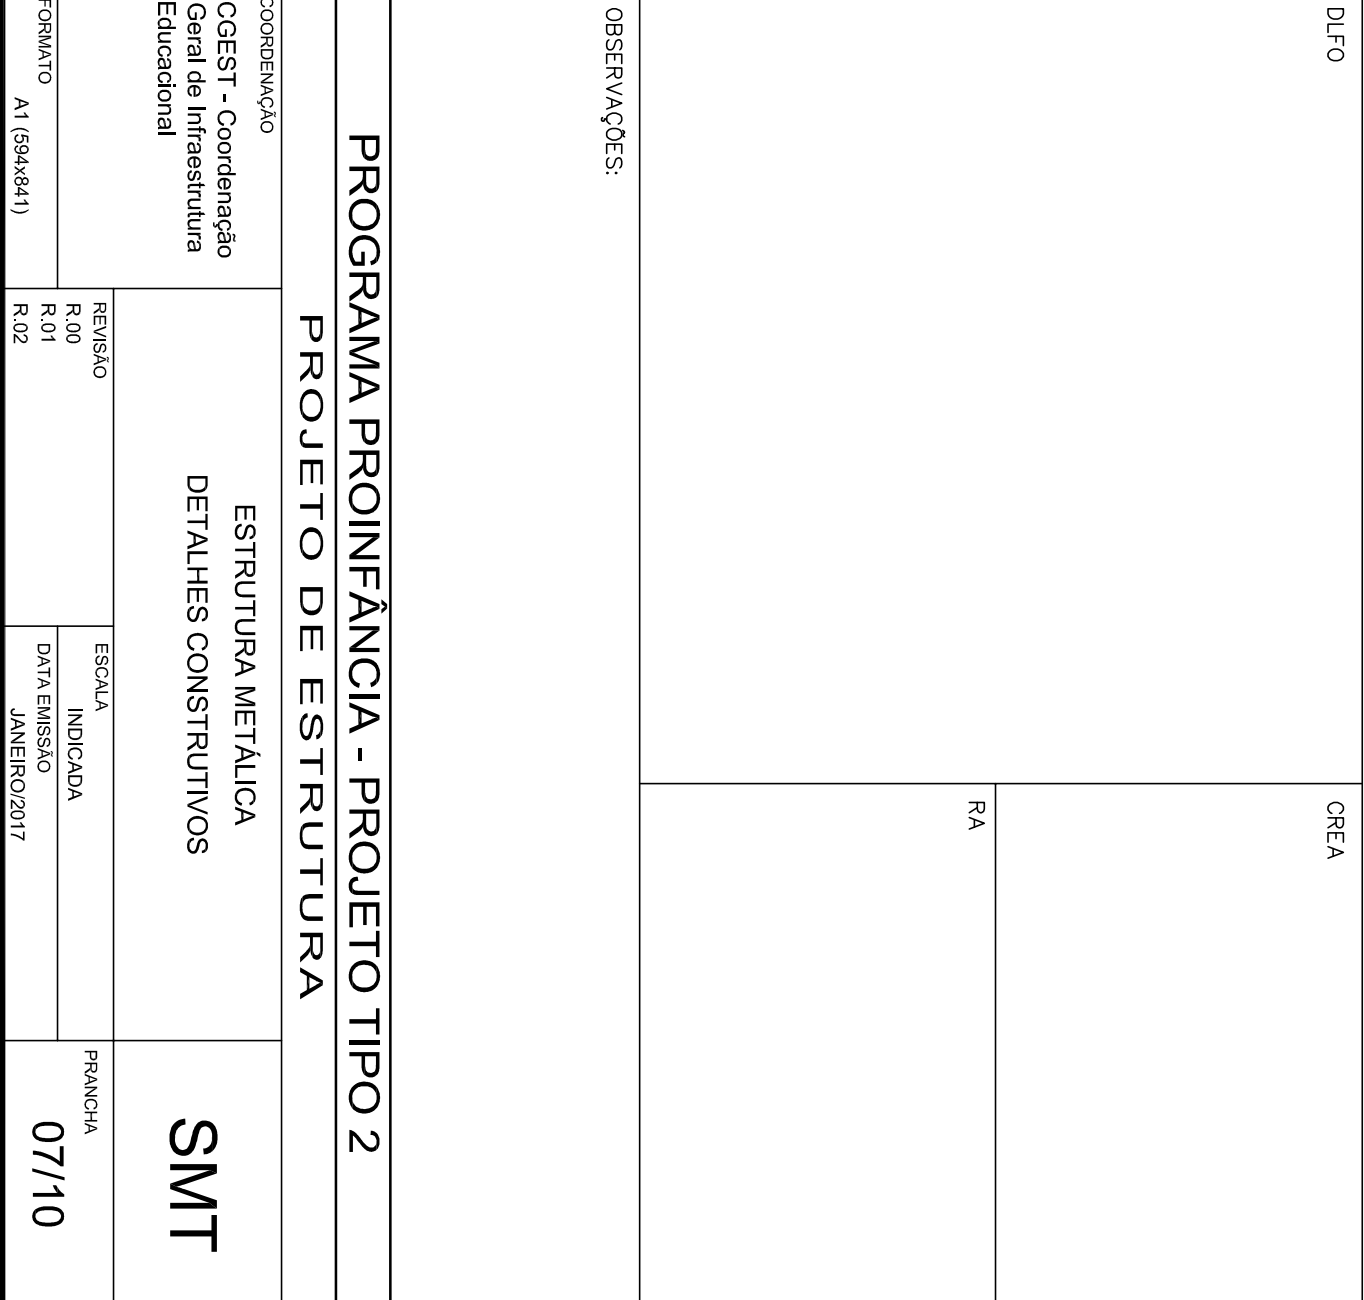 DLFO
CREA
RA
OBSERVAÇÕES:
PROGRAMA PROINFÂNCIA - PROJETO TIPO 2
PROJETO DE ESTRUTURA
COORDENAÇÃO
CGEST - Coordenação
Geral de Infraestrutura
Educacional
ESTRUTURA METÁLICA
DETALHES CONSTRUTIVOS
SMT
FORMATO
A1 (594x841)
REVISÃO
R.00
R.01
R.02
ESCALA
INDICADA
DATA EMISSÃO
JANEIRO/2017
PRANCHA
07/10